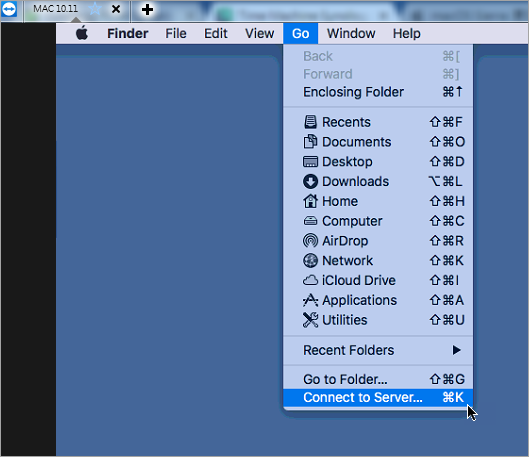 MAC 10.11
Finder File Edit View Go Window Help
Back ⌘[
Forward ⌘]
Enclosing Folder ⌘↑
Recents ⇧⌘F
Documents ⇧⌘O
Desktop ⇧⌘D
Downloads ⌥⌘L
Home ⇧⌘H
Computer ⇧⌘C
AirDrop ⇧⌘R
Network ⇧⌘K
iCloud Drive ⇧⌘I
Applications ⇧⌘A
Utilities ⇧⌘U
Recent Folders ▶
Go to Folder... ⇧⌘G
Connect to Server... ⌘K